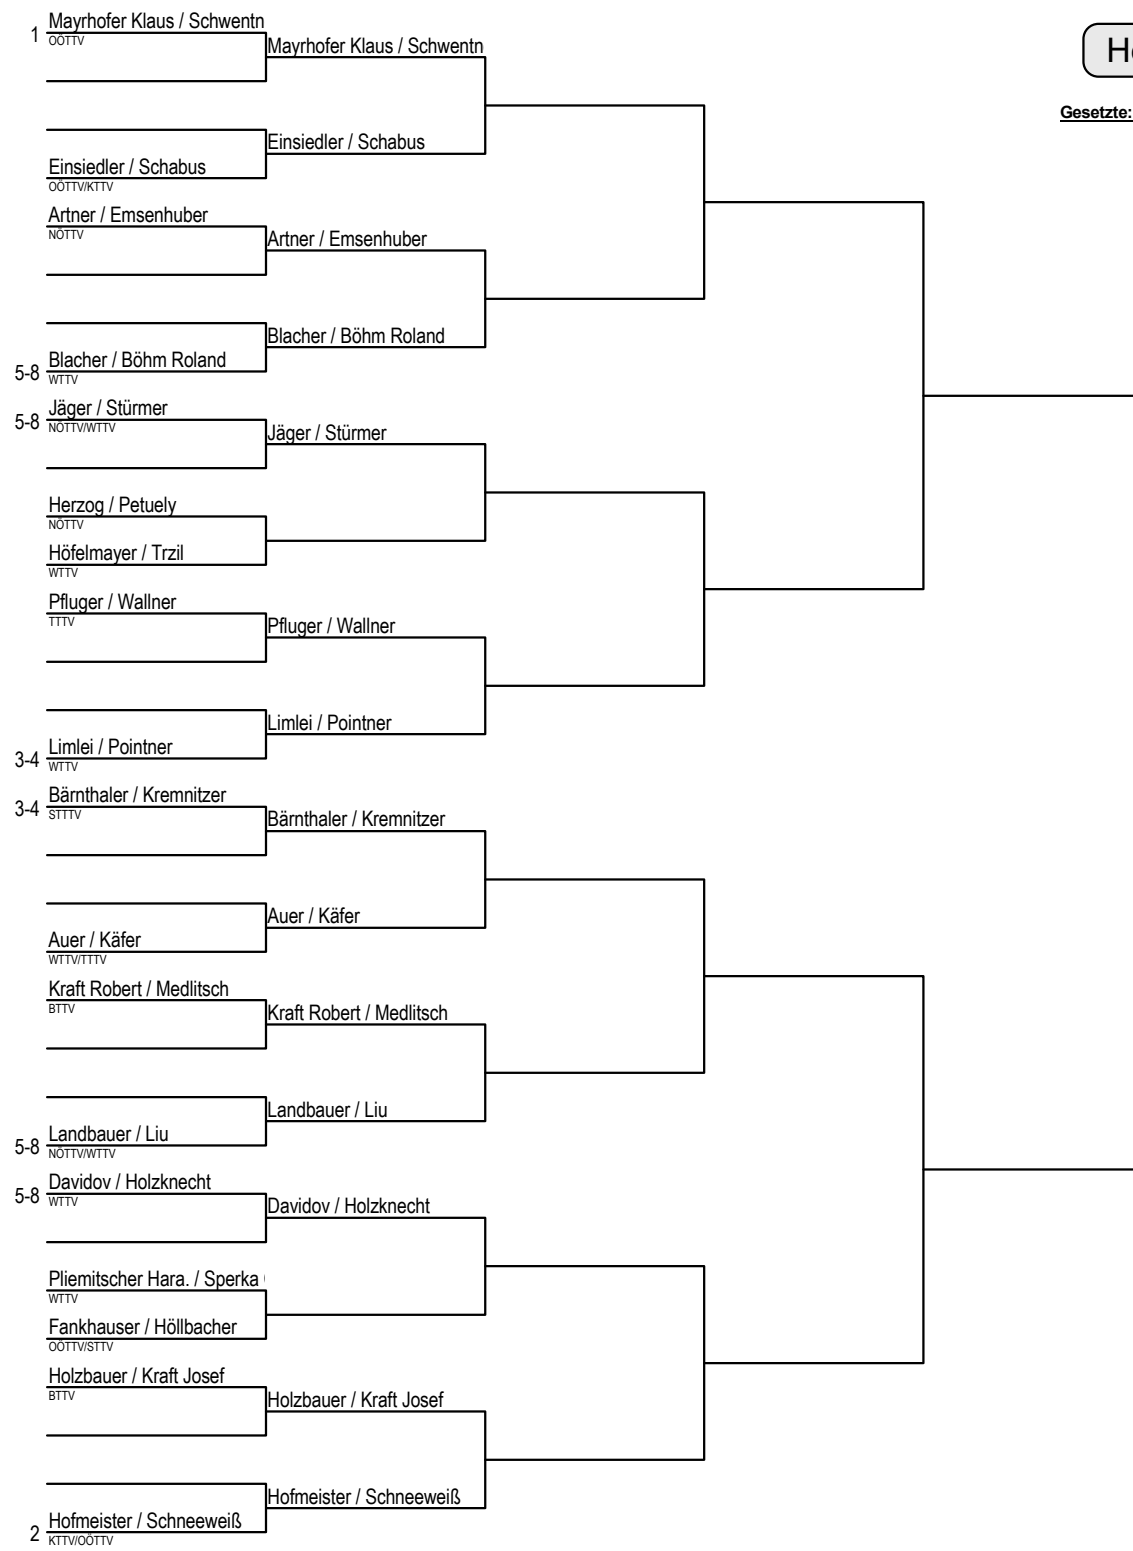 Mayrhofer Klaus / Schwentn
1
OÖTTV
Mayrhofer Klaus / Schwentn
Gesetzte:
Einsiedler / Schabus
Einsiedler / Schabus
OÖTTV/KTTV
Artner / Emsenhuber
NÖTTV
Artner / Emsenhuber
Blacher / Böhm Roland
Blacher / Böhm Roland
5-8
WTTV
Jäger / Stürmer
5-8
NÖTTV/WTTV
Jäger / Stürmer
Herzog / Petuely
NÖTTV
Höfelmayer / Trzil
WTTV
Pfluger / Wallner
TTTV
Pfluger / Wallner
Limlei / Pointner
Limlei / Pointner
3-4
WTTV
Bärnthaler / Kremnitzer
3-4
STTTV
Bärnthaler / Kremnitzer
Auer / Käfer
Auer / Käfer
WTTV/TTTV
Kraft Robert / Medlitsch
BTTV
Kraft Robert / Medlitsch
Landbauer / Liu
Landbauer / Liu
5-8
NÖTTV/WTTV
Davidov / Holzknecht
5-8
WTTV
Davidov / Holzknecht
Pliemitscher Hara. / Sperka
WTTV
Fankhauser / Höllbacher
OÖTTV/STTV
Holzbauer / Kraft Josef
BTTV
Holzbauer / Kraft Josef
Hofmeister / Schneeweiß
Hofmeister / Schneeweiß
2
KTTV/OÖTTV